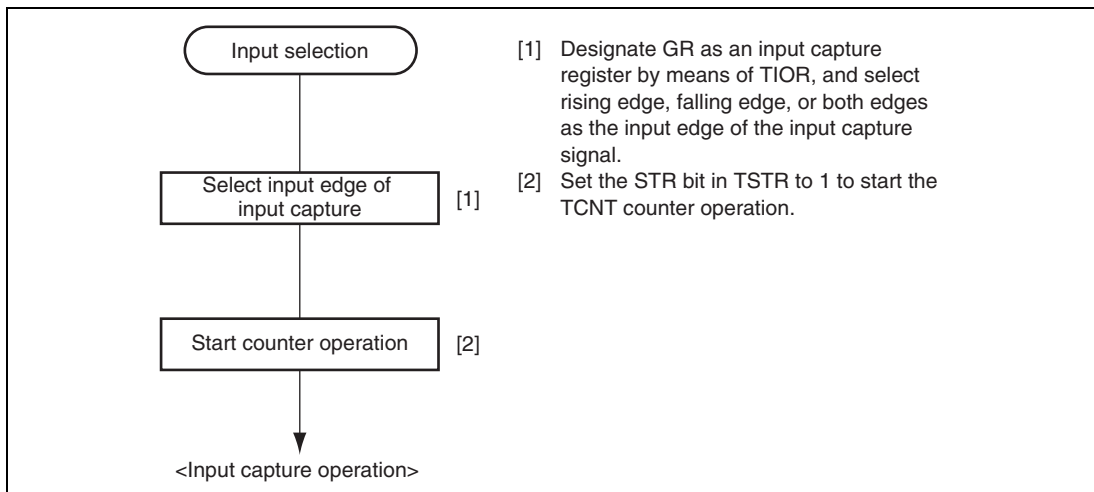 Input selection
Select input edge of
input capture
[1]
Start counter operation
[2]
<Input capture operation>
[1] Designate GR as an input capture
register by means of TIOR, and select
rising edge, falling edge, or both edges
as the input edge of the input capture
signal.
[2] Set the STR bit in TSTR to 1 to start the
TCNT counter operation.